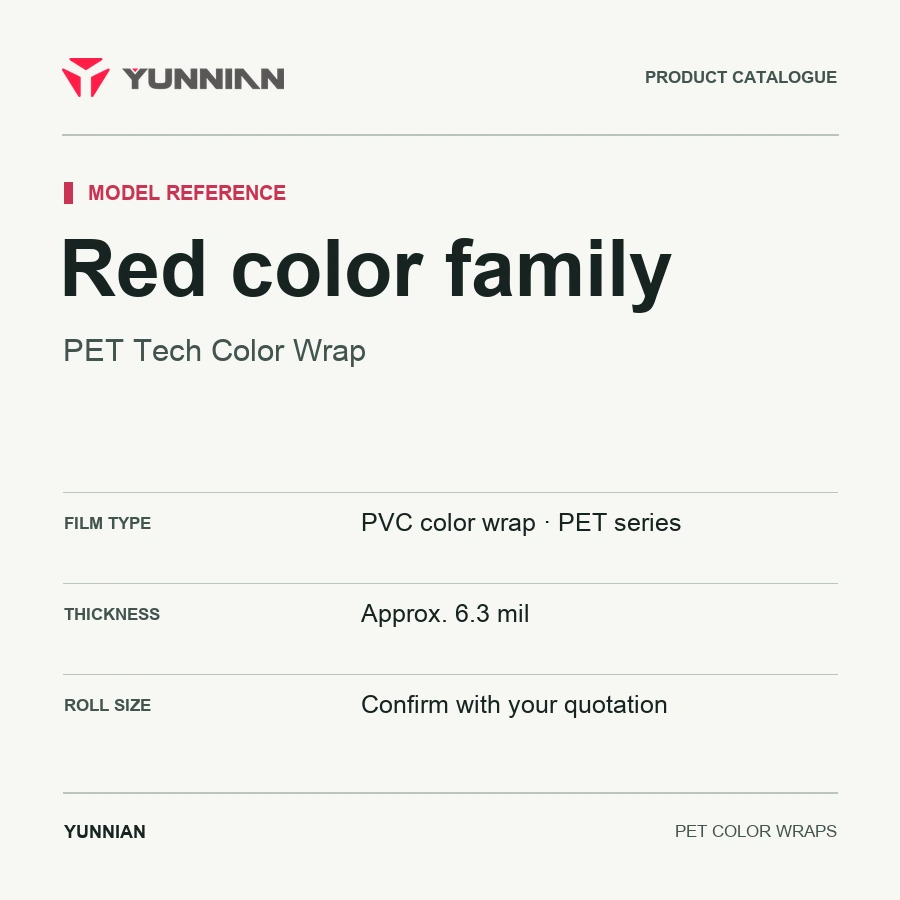 YUNNIAN
PRODUCT CATALOGUE
MODEL REFERENCE
Red color family
PET Tech Color Wrap
FILM TYPE
PVC color wrap · PET series
THICKNESS
Approx. 6.3 mil
ROLL SIZE
Confirm with your quotation
YUNNIAN
PET COLOR WRAPS